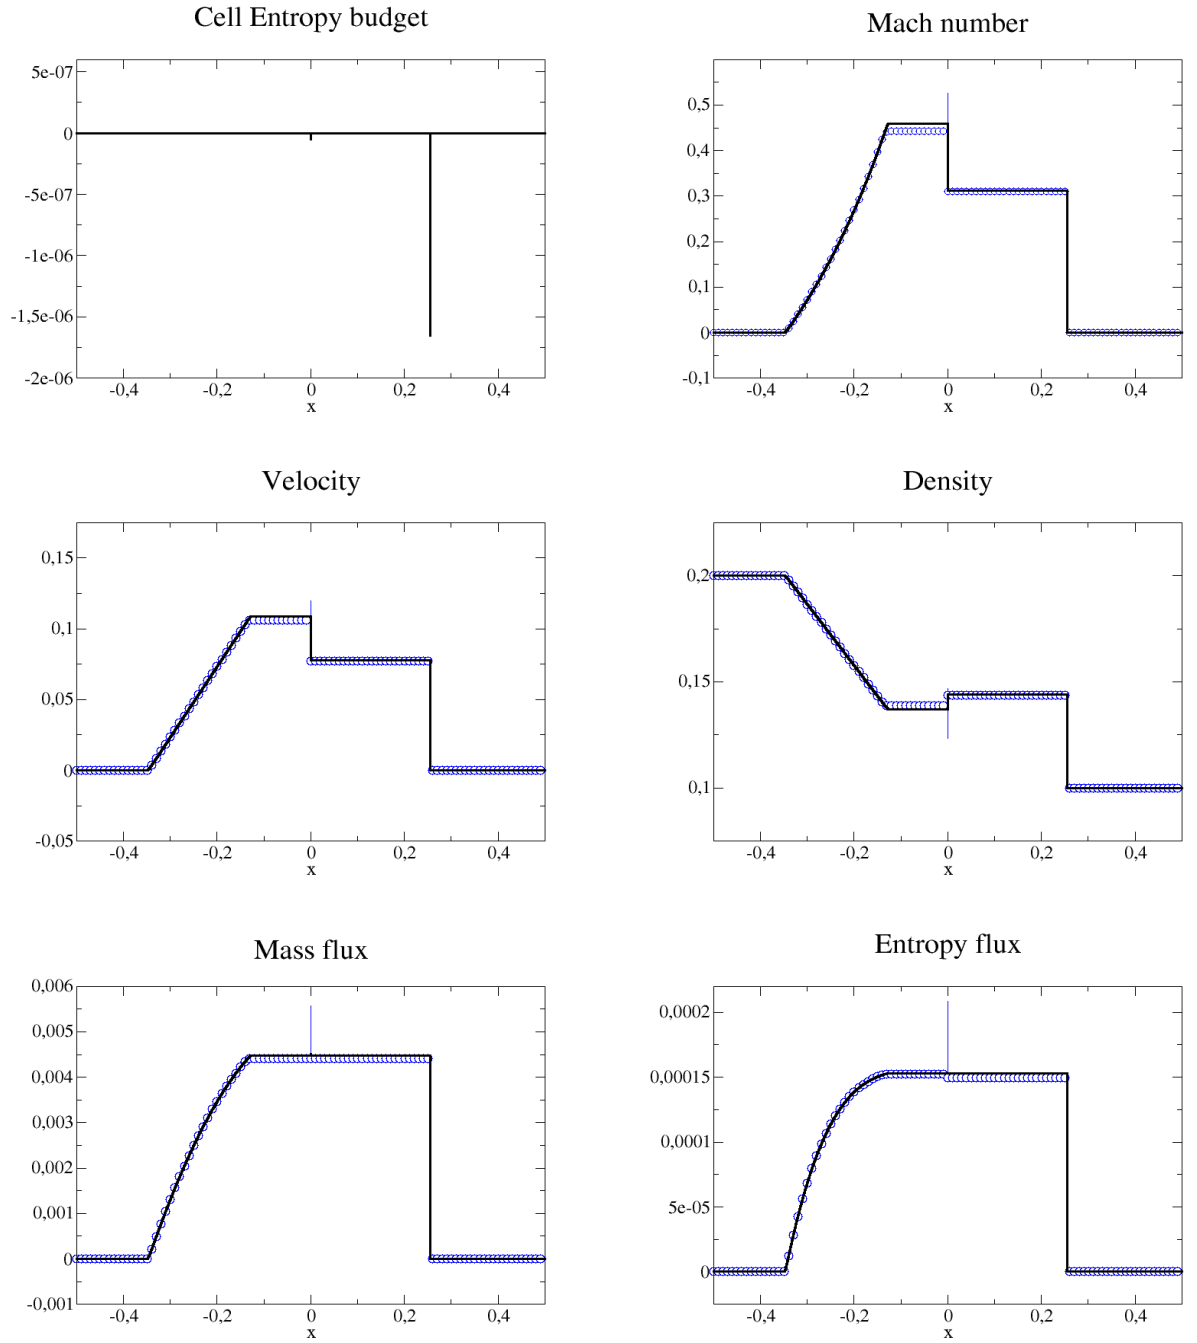 Cell Entropy budget
5e-07
0
-5e-07
-1e-06
-1,5e-06
-2e-06
-0,4 -0,2 0 0,2 0,4
x
Mach number
0,5
0,4
0,3
0,2
0,1
0
-0,1
-0,4 -0,2 0 0,2 0,4
x
Velocity
0,15
0,1
0,05
0
-0,05
-0,4 -0,2 0 0,2 0,4
x
Density
0,2
0,15
0,1
-0,4 -0,2 0 0,2 0,4
x
Mass flux
0,006
0,005
0,004
0,003
0,002
0,001
0
-0,001
-0,4 -0,2 0 0,2 0,4
x
Entropy flux
0,0002
0,00015
0,0001
5e-05
0
-0,4 -0,2 0 0,2 0,4
x